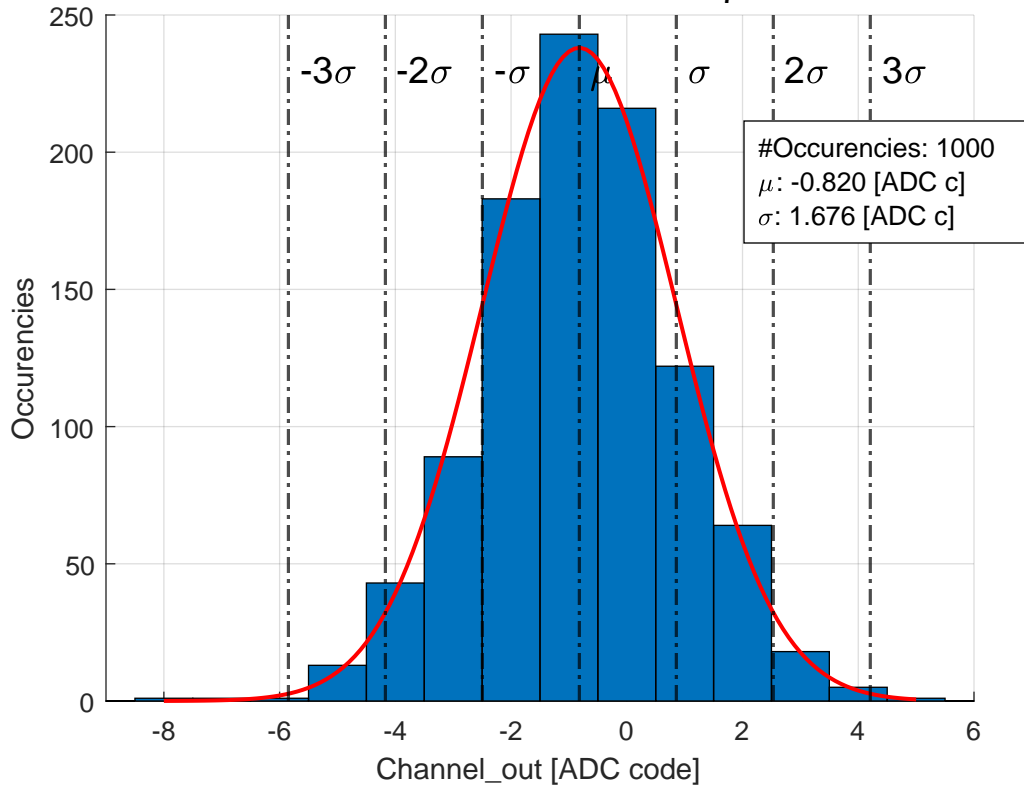 250
200
150
100
50
0
Occurencies
-3σ
-2σ
-σ
μ
σ
2σ
3σ
#Occurencies: 1000
μ: -0.820 [ADC c]
σ: 1.676 [ADC c]
-8
-6
-4
-2
0
2
4
6
Channel_out [ADC code]